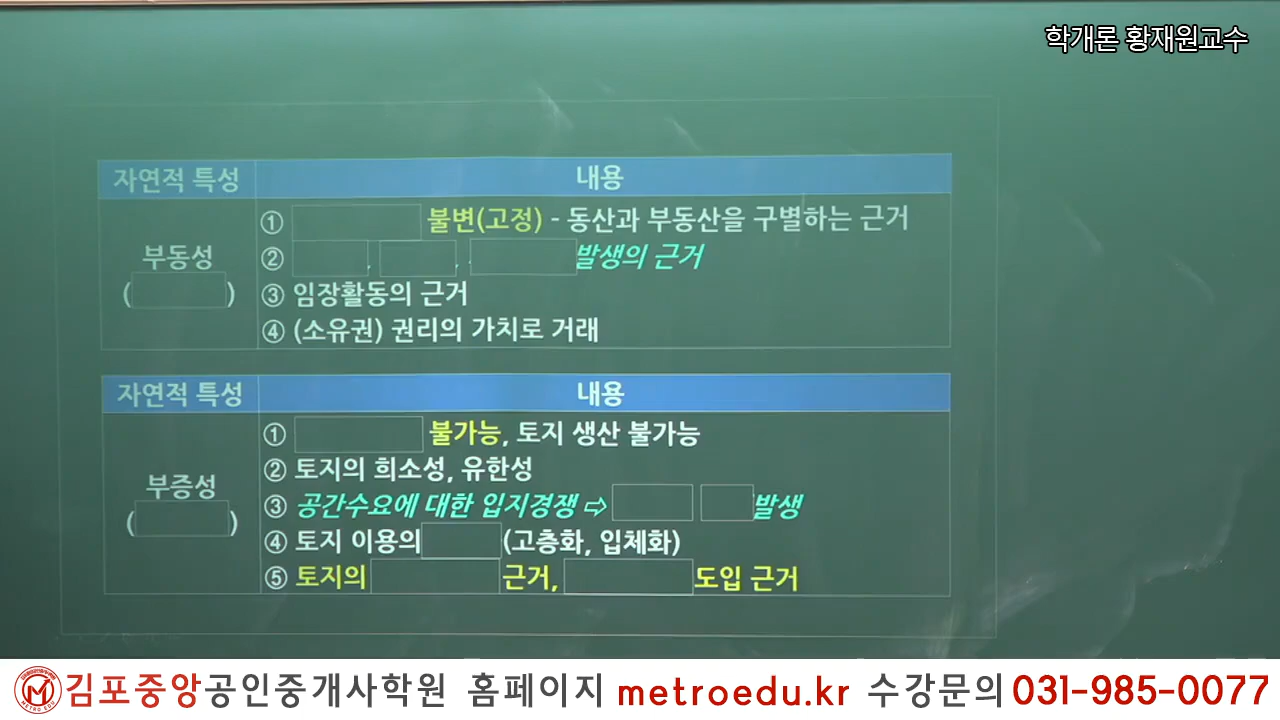 학개론 황재원교수
자연적 특성 내용
부동성
( )
① 불변(고정) - 동산과 부동산을 구별하는 근거
② , , 발생의 근거
③ 임장활동의 근거
④ (소유권) 권리의 가치로 거래
자연적 특성 내용
부증성
( )
① 불가능, 토지 생산 불가능
② 토지의 희소성, 유한성
③ 공간수요에 대한 입지경쟁 ⇨ 발생
④ 토지 이용의 (고층화, 입체화)
⑤ 토지의 근거, 도입 근거
METRO EDU
김포중앙공인중개사학원 홈페이지 metroedu.kr 수강문의 031-985-0077